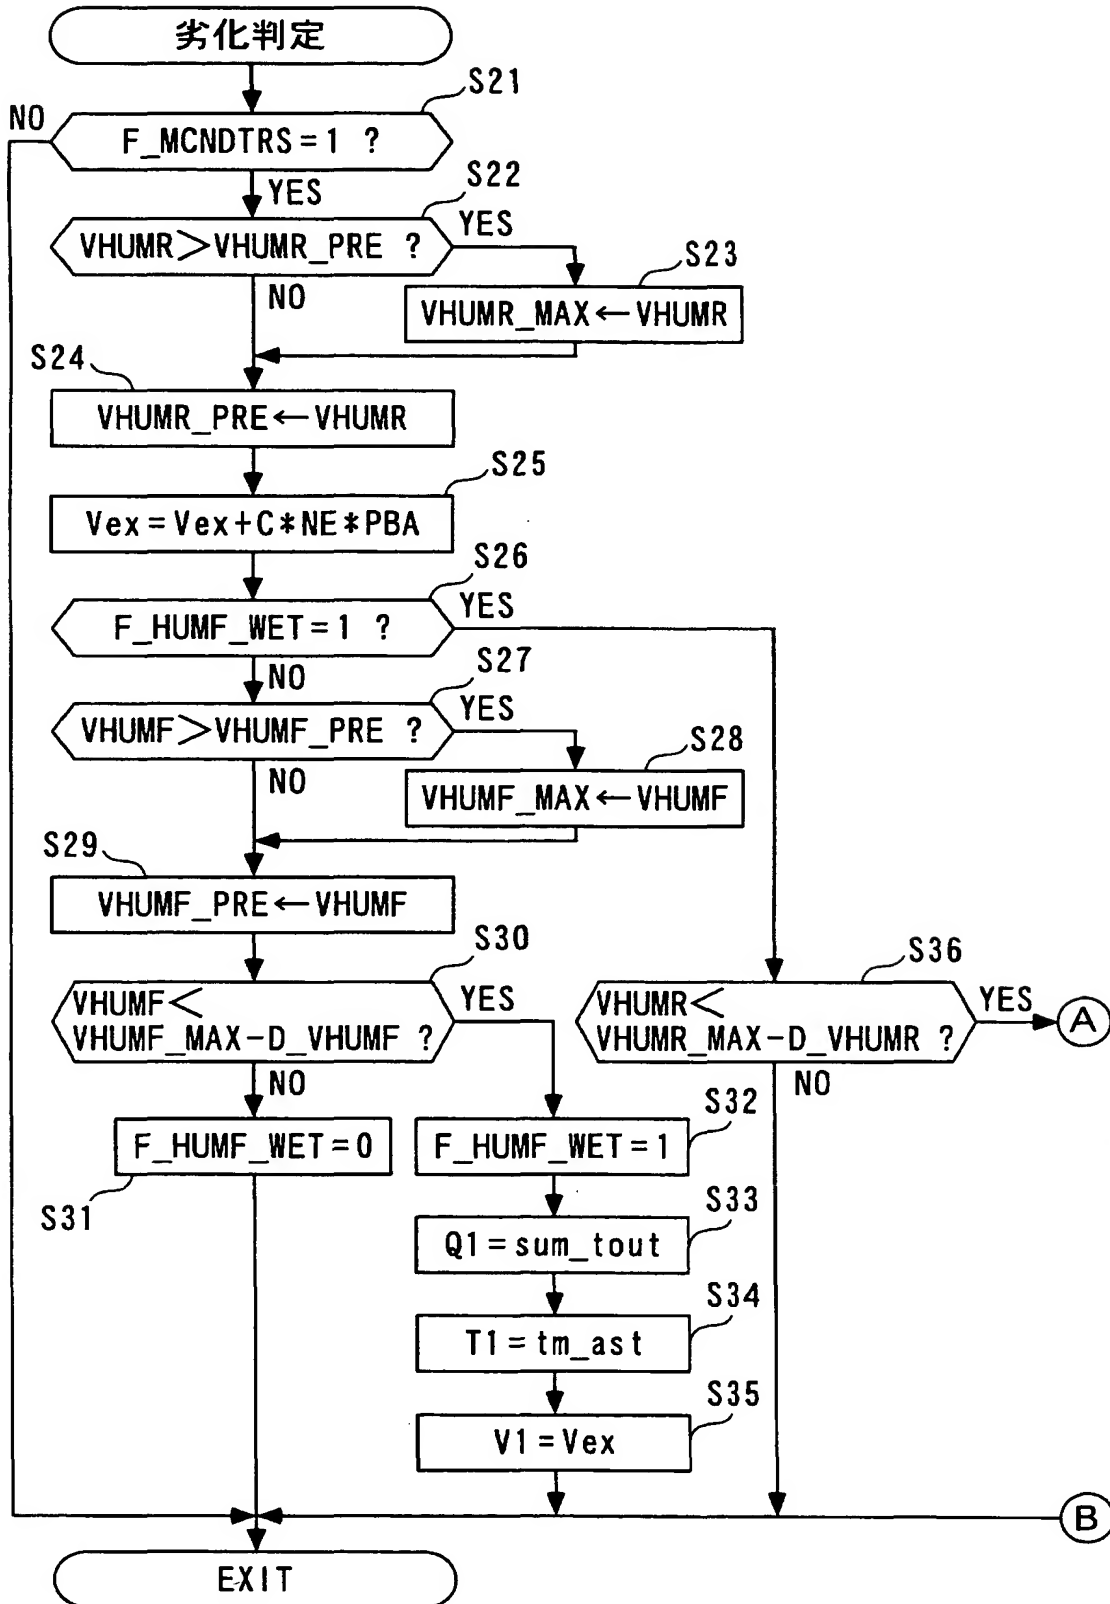 劣化判定
S21
NO
F_MCNDTRS=1 ?
YES
S22
VHUMR>VHUMR_PRE ?
YES
NO
S23
VHUMR_MAX←VHUMR
S24
VHUMR_PRE←VHUMR
S25
Vex=Vex+C*NE*PBA
S26
F_HUMF_WET=1 ?
YES
NO
S27
VHUMF>VHUMF_PRE ?
YES
NO
S28
VHUMF_MAX←VHUMF
S29
VHUMF_PRE←VHUMF
S30
VHUMF<
VHUMF_MAX-D_VHUMF ?
YES
NO
S36
VHUMR<
VHUMR_MAX-D_VHUMR ?
YES
A
NO
F_HUMF_WET=0
S31
S32
F_HUMF_WET=1
S33
Q1=sum_tout
S34
T1=tm_ast
S35
V1=Vex
B
EXIT